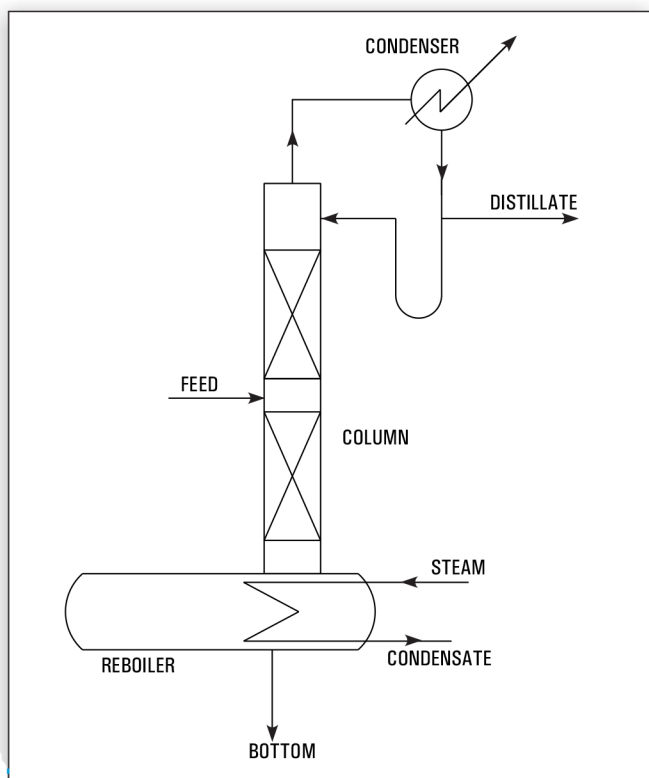 CONDENSER
DISTILLATE
FEED
COLUMN
STEAM
REBOILER
CONDENSATE
BOTTOM